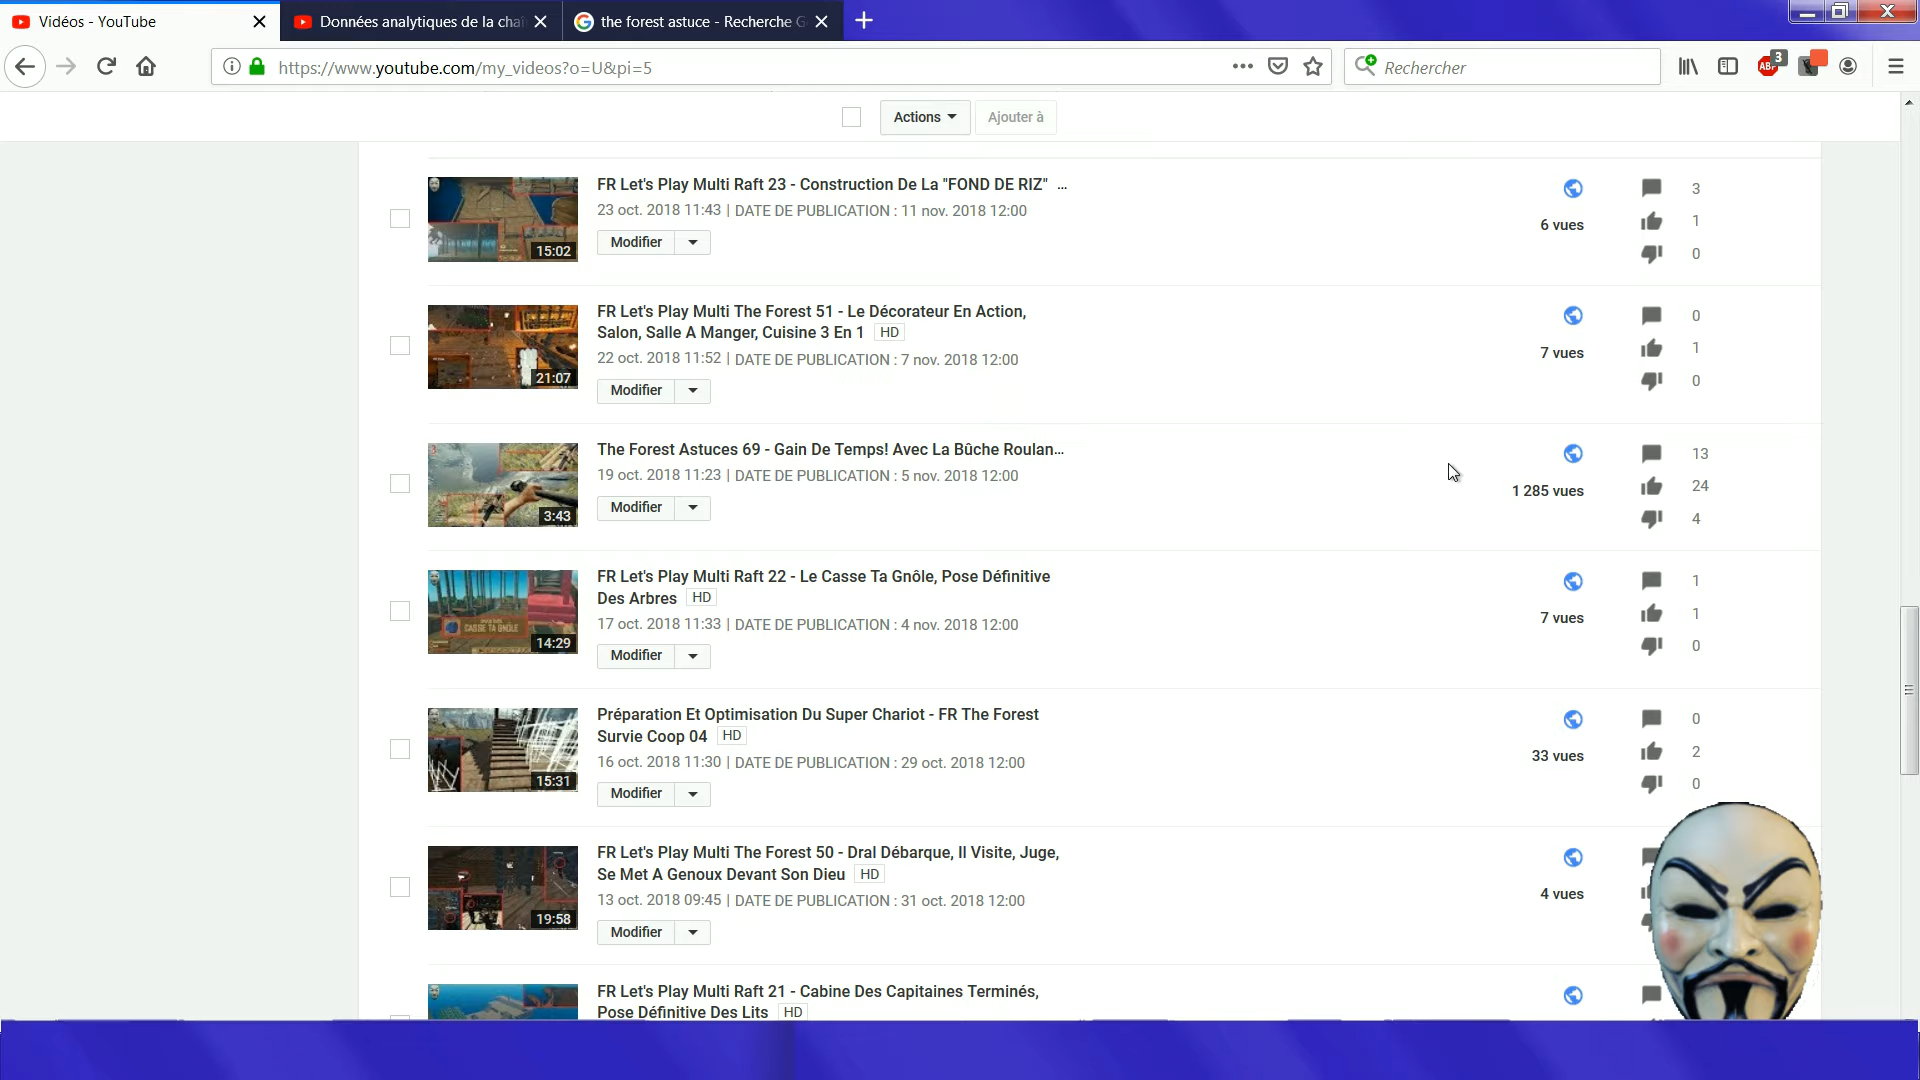 Vidéos - YouTube
Données analytiques de la chaî
the forest astuce - Recherche G
https://www.youtube.com/my_videos?o=U&pi=5
Rechercher
ABP
3
Actions
Ajouter à
FR Let's Play Multi Raft 23 - Construction De La "FOND DE RIZ" ...
23 oct. 2018 11:43 | DATE DE PUBLICATION : 11 nov. 2018 12:00
Modifier
15:02
6 vues
3
1
0
FR Let's Play Multi The Forest 51 - Le Décorateur En Action,
Salon, Salle A Manger, Cuisine 3 En 1 HD
22 oct. 2018 11:52 | DATE DE PUBLICATION : 7 nov. 2018 12:00
Modifier
21:07
7 vues
0
1
0
The Forest Astuces 69 - Gain De Temps! Avec La Bûche Roulan...
19 oct. 2018 11:23 | DATE DE PUBLICATION : 5 nov. 2018 12:00
Modifier
3:43
1 285 vues
13
24
4
FR Let's Play Multi Raft 22 - Le Casse Ta Gnôle, Pose Définitive
Des Arbres HD
17 oct. 2018 11:33 | DATE DE PUBLICATION : 4 nov. 2018 12:00
Modifier
CASSE TA GNÔLE
14:29
7 vues
1
1
0
Préparation Et Optimisation Du Super Chariot - FR The Forest
Survie Coop 04 HD
16 oct. 2018 11:30 | DATE DE PUBLICATION : 29 oct. 2018 12:00
Modifier
15:31
33 vues
0
2
0
FR Let's Play Multi The Forest 50 - Dral Débarque, Il Visite, Juge,
Se Met A Genoux Devant Son Dieu HD
13 oct. 2018 09:45 | DATE DE PUBLICATION : 31 oct. 2018 12:00
Modifier
19:58
4 vues
FR Let's Play Multi Raft 21 - Cabine Des Capitaines Terminés,
Pose Définitive Des Lits HD